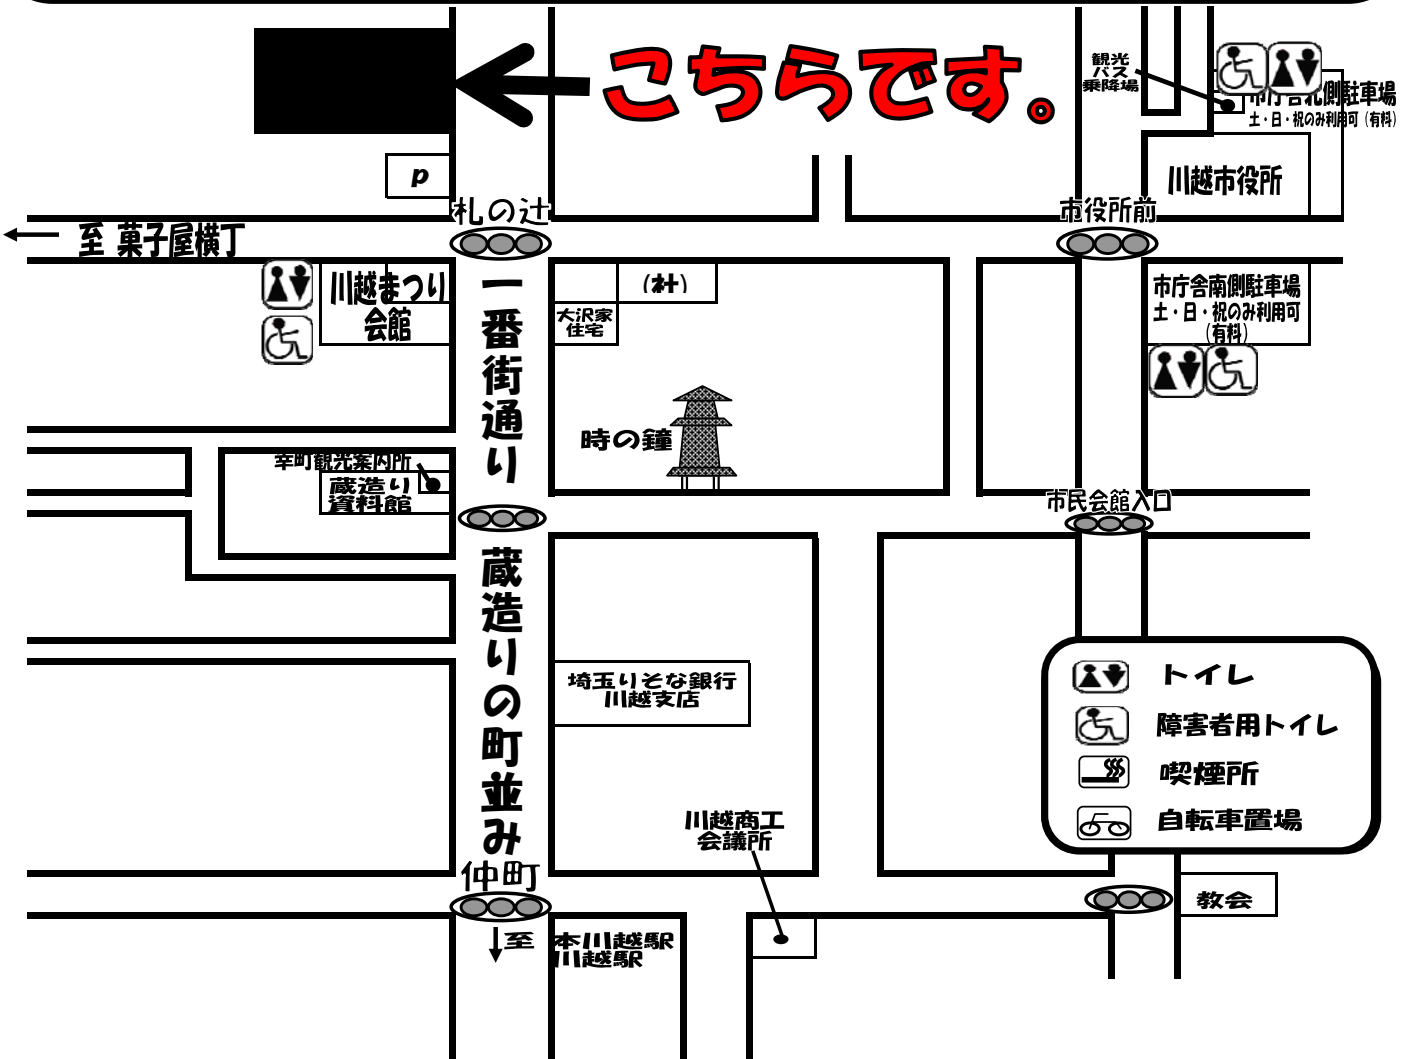 こちらです。
観光
バス
乗降場
市庁舎北側駐車場
土・日・祝のみ利用可(有料)
P
川越市役所
札の辻
市役所前
至 菓子屋横丁
川越まつり
会館
一番街通り
(社)
大沢家
住宅
市庁舎南側駐車場
土・日・祝のみ利用可
(有料)
時の鐘
幸町観光案内所
蔵造り
資料館
市民会館入口
蔵造りの町並み
埼玉りそな銀行
川越支店
トイレ
障害者用トイレ
喫煙所
自転車置場
川越商工
会議所
仲町
教会
至 本川越駅
川越駅